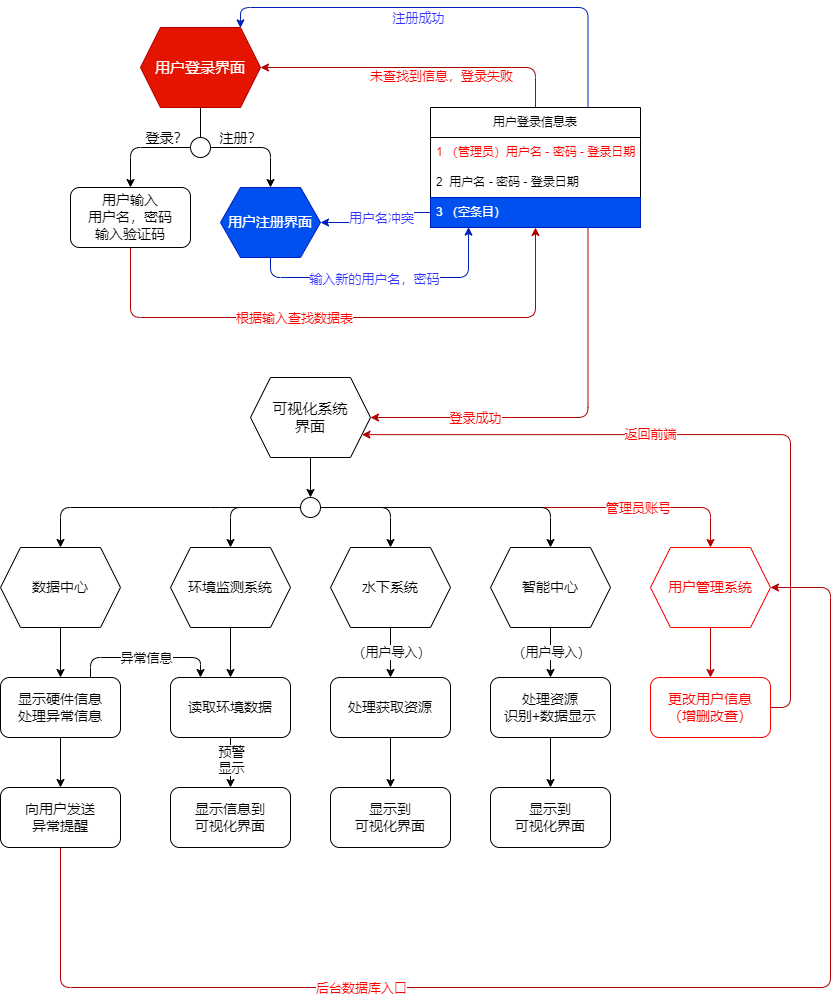 注册成功
用户登录界面
未查找到信息，登录失败
用户登录信息表
登录？
注册？
1 （管理员）用户名 - 密码 - 登录日期
2 用户名 - 密码 - 登录日期
3 （空条目）
用户输入
用户名，密码
输入验证码
用户注册界面
用户名冲突
输入新的用户名，密码
根据输入查找数据表
可视化系统
界面
登录成功
返回前端
管理员账号
数据中心
环境监测系统
水下系统
智能中心
用户管理系统
异常信息
（用户导入）
（用户导入）
显示硬件信息
处理异常信息
读取环境数据
处理获取资源
处理资源
识别+数据显示
更改用户信息
（增删改查）
预警
显示
向用户发送
异常提醒
显示信息到
可视化界面
显示到
可视化界面
显示到
可视化界面
后台数据库入口